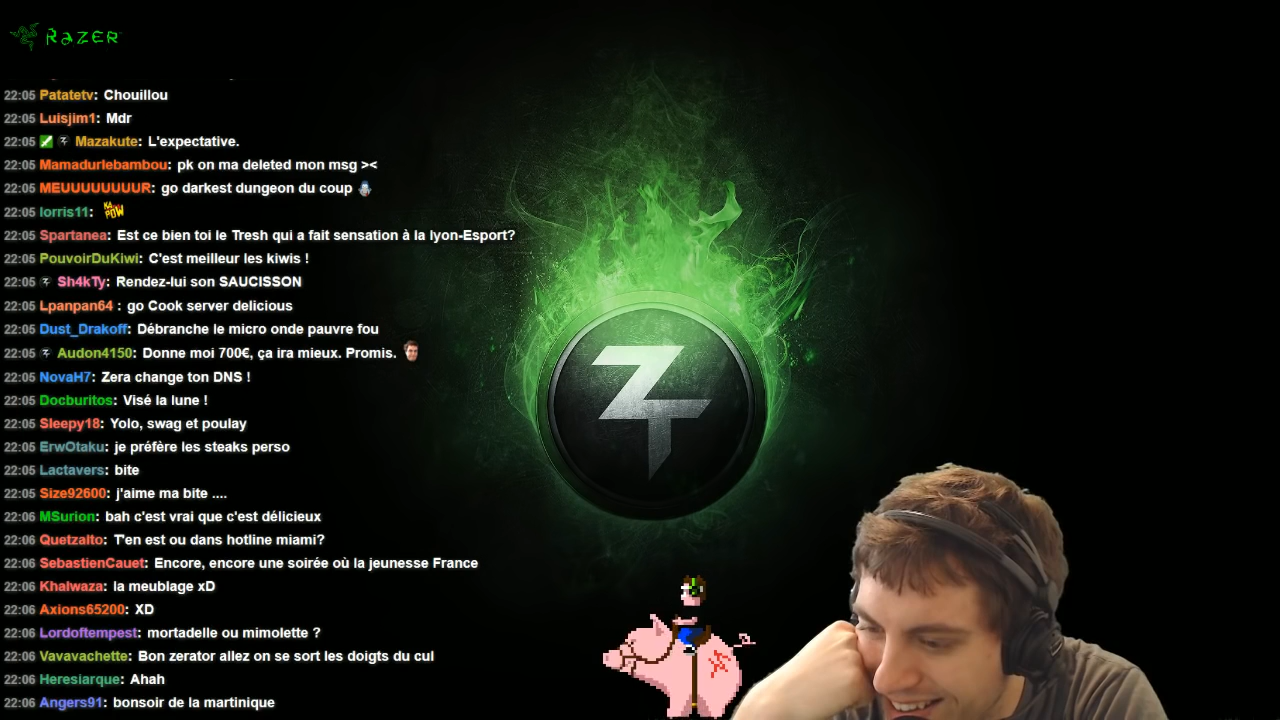 RAZER
22:05 Patatetv: Chouillou
22:05 Luisjim1: Mdr
22:05 Mazakute: L'expectative.
22:05 Mamadurlebambou: pk on ma deleted mon msg ><
22:05 MEUUUUUUUUR: go darkest dungeon du coup
22:05 lorris11: KA POW
22:05 Spartanea: Est ce bien toi le Tresh qui a fait sensation à la lyon-Esport?
22:05 PouvoirDuKiwi: C'est meilleur les kiwis !
22:05 Sh4kTy: Rendez-lui son SAUCISSON
22:05 Lpanpan64 : go Cook server delicious
22:05 Dust_Drakoff: Débranche le micro onde pauvre fou
22:05 Audon4150: Donne moi 700€, ça ira mieux. Promis.
22:05 NovaH7: Zera change ton DNS !
22:05 Docburitos: Visé la lune !
22:05 Sleepy18: Yolo, swag et poulay
22:05 ErwOtaku: je préfère les steaks perso
22:05 Lactavers: bite
22:05 Size92600: j'aime ma bite ....
22:06 MSurion: bah c'est vrai que c'est délicieux
22:06 Quetzalto: T'en est ou dans hotline miami?
22:06 SebastienCauet: Encore, encore une soirée où la jeunesse France
22:06 Khalwaza: la meublage xD
22:06 Axions65200: XD
22:06 Lordoftempest: mortadelle ou mimolette ?
22:06 Vavavachette: Bon zerator allez on se sort les doigts du cul
22:06 Heresiarque: Ahah
22:06 Angers91: bonsoir de la martinique
ZT